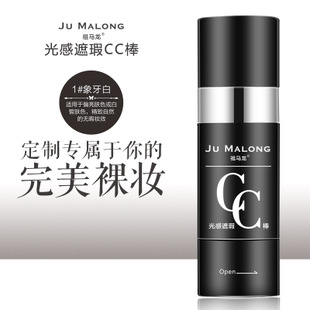 JU MALONG
祖马龙®
光感遮瑕CC棒
1#象牙白
适用于偏亮肤色或白
皙肤色，精致自然的
无瑕妆效
定制专属于你的
完美裸妆
JU MALONG
祖马龙®
CC
光感遮瑕 棒
Open